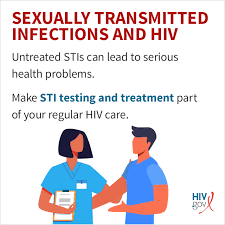 SEXUALLY TRANSMITTED
INFECTIONS AND HIV
Untreated STIs can lead to serious
health problems.
Make STI testing and treatment part
of your regular HIV care.
HIV
gov